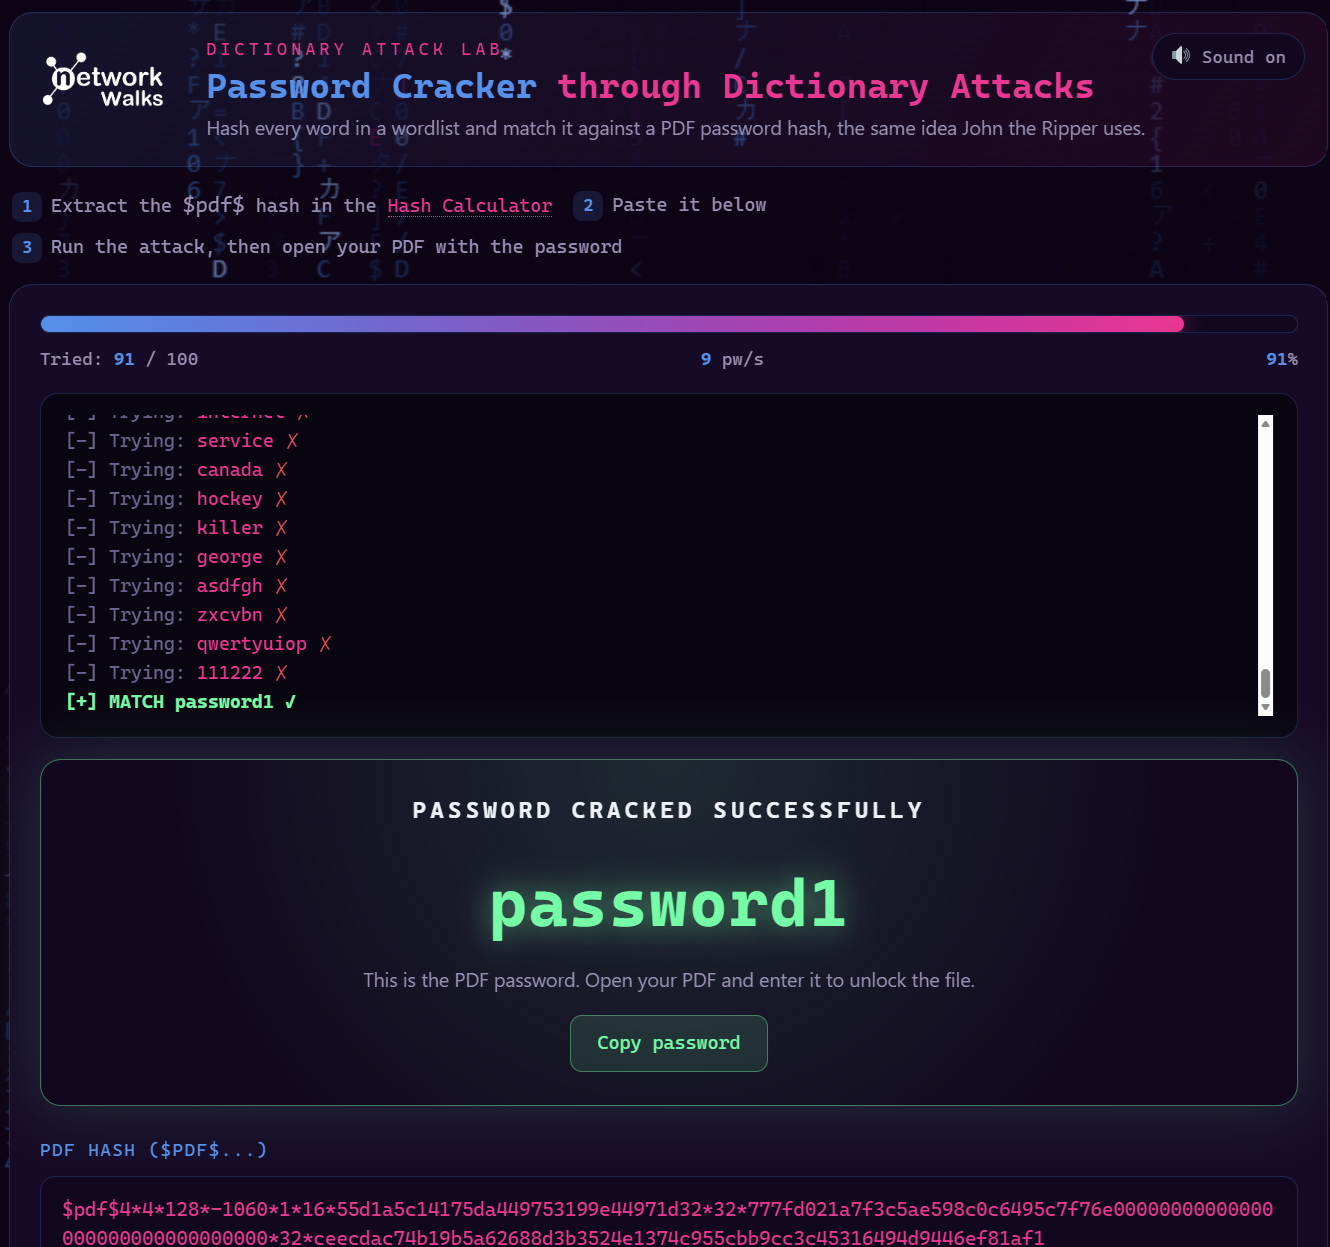 network
Walks
DICTIONARY ATTACK LAB
Password Cracker through Dictionary Attacks
Hash every word in a wordlist and match it against a PDF password hash, the same idea John the Ripper uses.
Sound on
1 Extract the $pdf$ hash in the Hash Calculator 2 Paste it below
3 Run the attack, then open your PDF with the password
Tried: 91 / 100 9 pw/s 91%
[-] Trying: internet ✗
[-] Trying: service ✗
[-] Trying: canada ✗
[-] Trying: hockey ✗
[-] Trying: killer ✗
[-] Trying: george ✗
[-] Trying: asdfgh ✗
[-] Trying: zxcvbn ✗
[-] Trying: qwertyuiop ✗
[-] Trying: 111222 ✗
[+] MATCH password1 ✓
PASSWORD CRACKED SUCCESSFULLY
password1
This is the PDF password. Open your PDF and enter it to unlock the file.
Copy password
PDF HASH ($PDF$...)
$pdf$4*4*128*-1060*1*16*55d1a5c14175da449753199e44971d32*32*777fd021a7f3c5ae598c0c6495c7f76e00000000000000
000000000000000000*32*ceecdac74b19b5a62688d3b3524e1374c955cbb9cc3c45316494d9446ef81af1